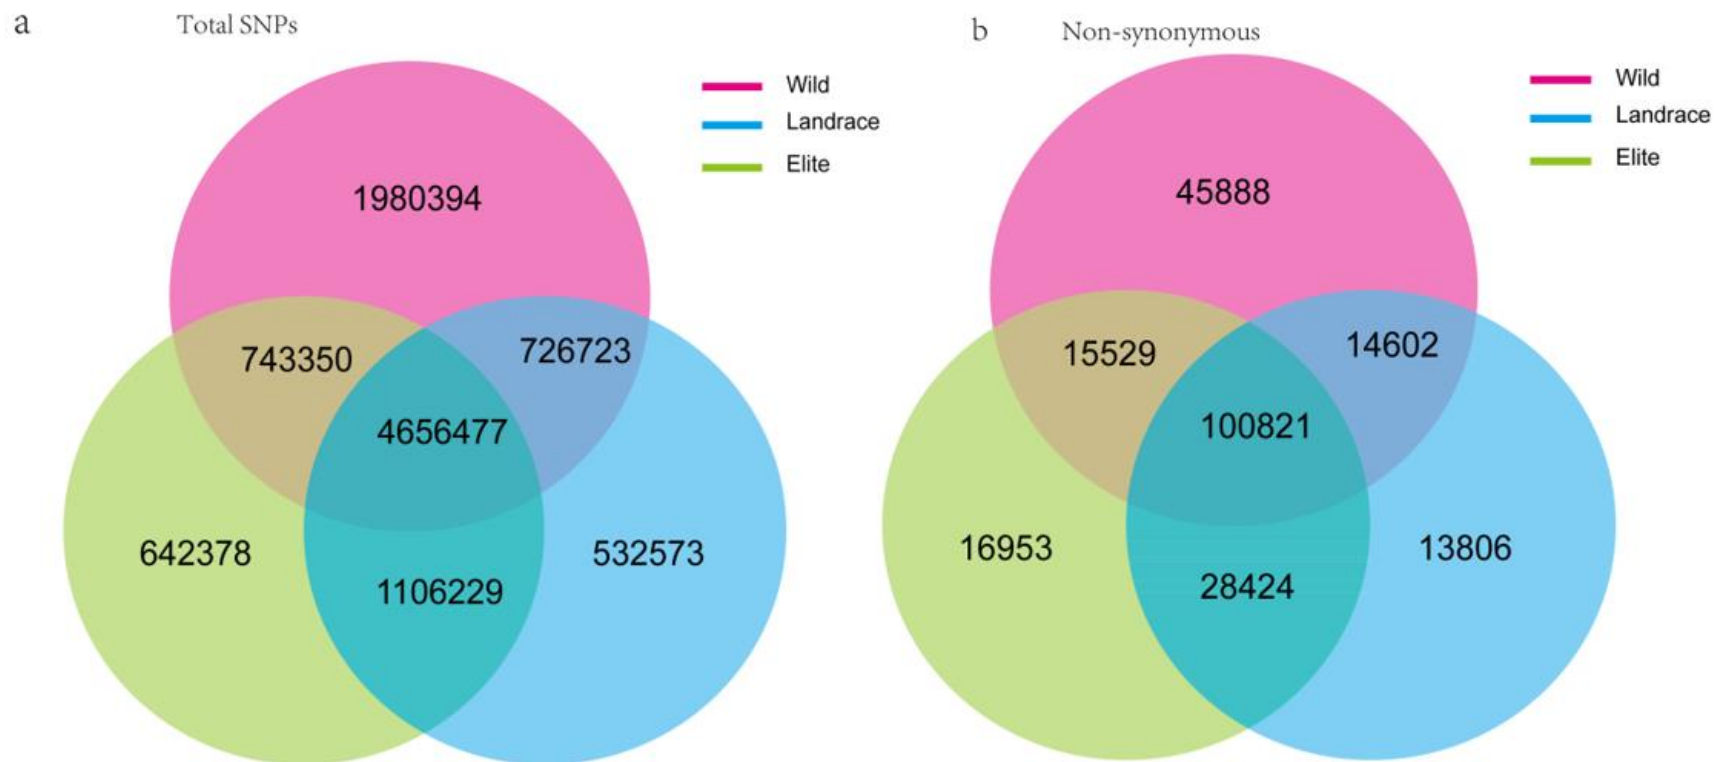 a
Total SNPs
Wild
Landrace
Elite
1980394
743350
726723
4656477
642378
532573
1106229
b
Non-synonymous
Wild
Landrace
Elite
45888
15529
14602
100821
16953
13806
28424